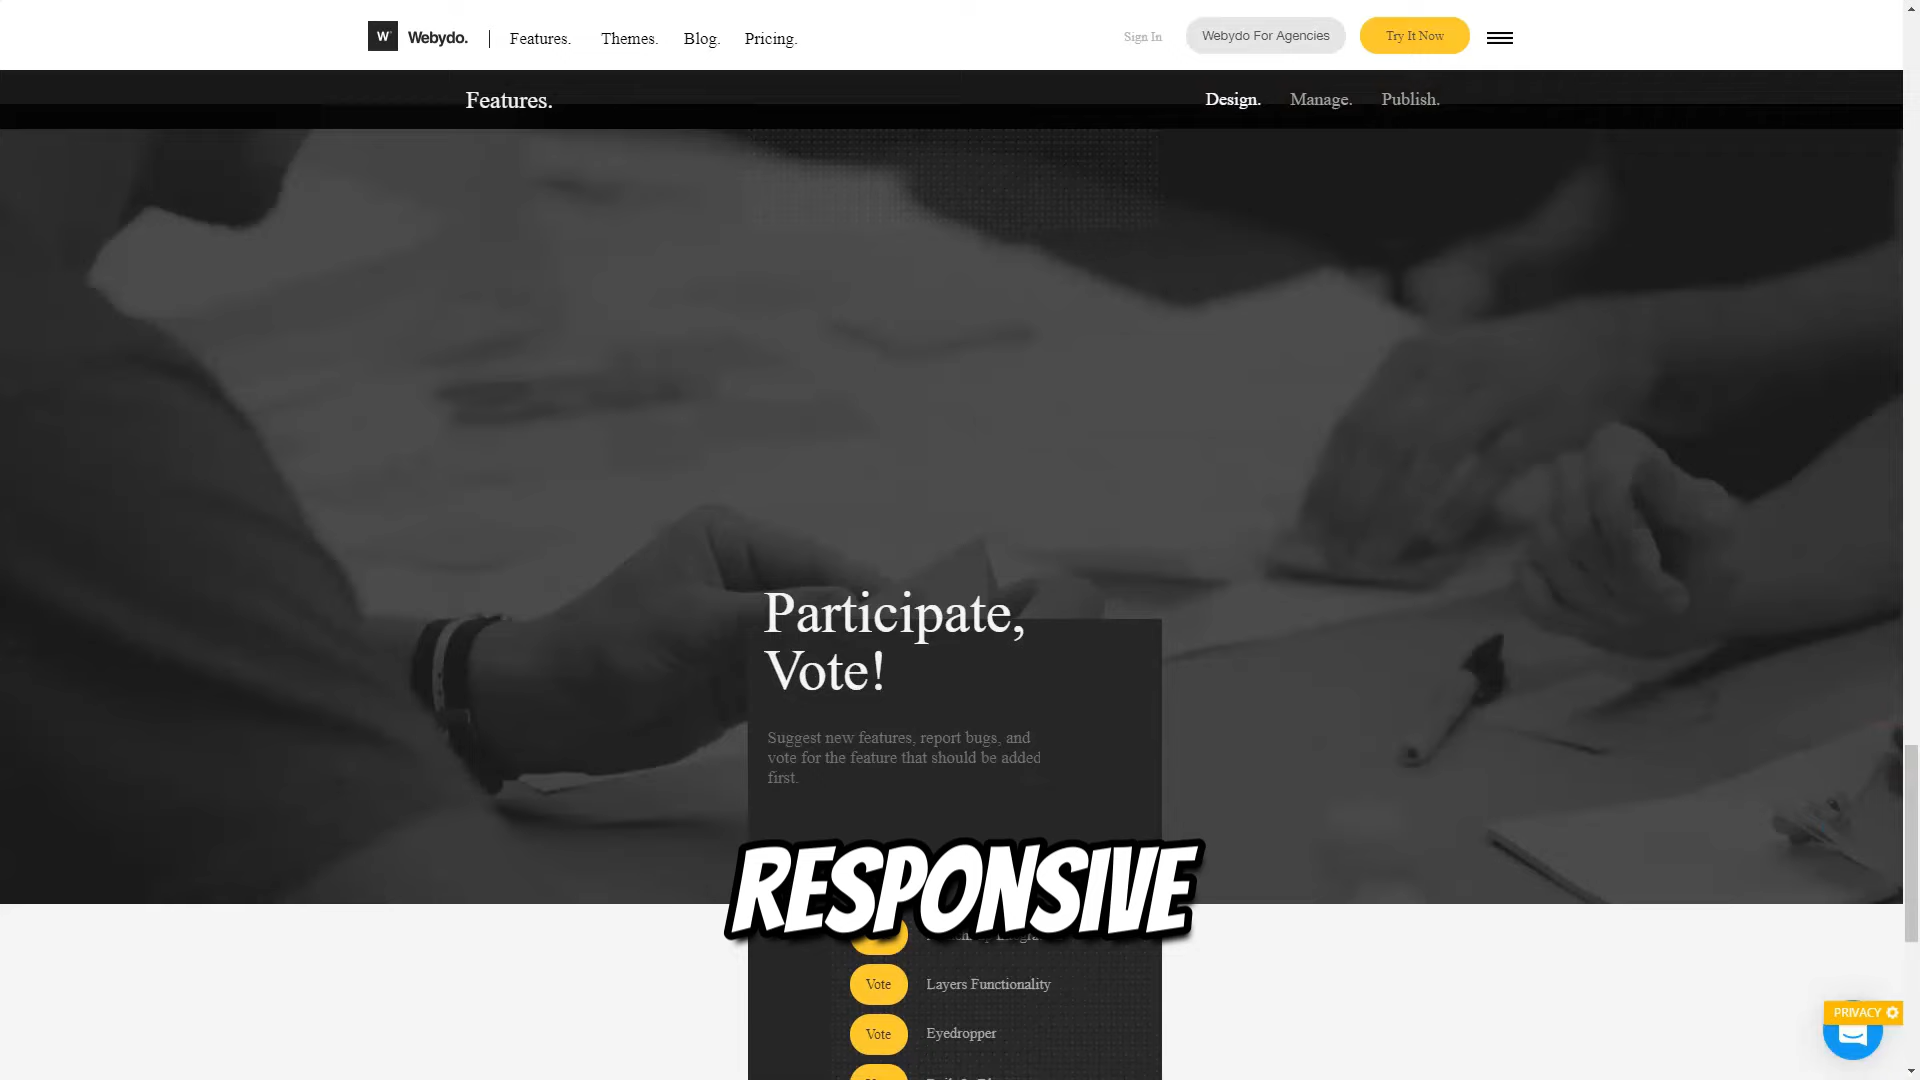 W Webydo. Features. Themes. Blog. Pricing. Sign In Webydo For Agencies Try It Now
Features. Design. Manage. Publish.
Participate,
Vote!
Suggest new features, report bugs, and
vote for the feature that should be added
first.
RESPONSIVE
Vote Layers Functionality
Vote Eyedropper
PRIVACY